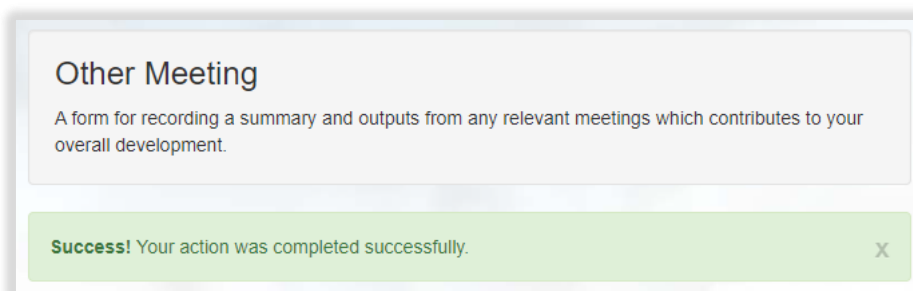 Other Meeting
A form for recording a summary and outputs from any relevant meetings which contributes to your
overall development.
Success! Your action was completed successfully.
x